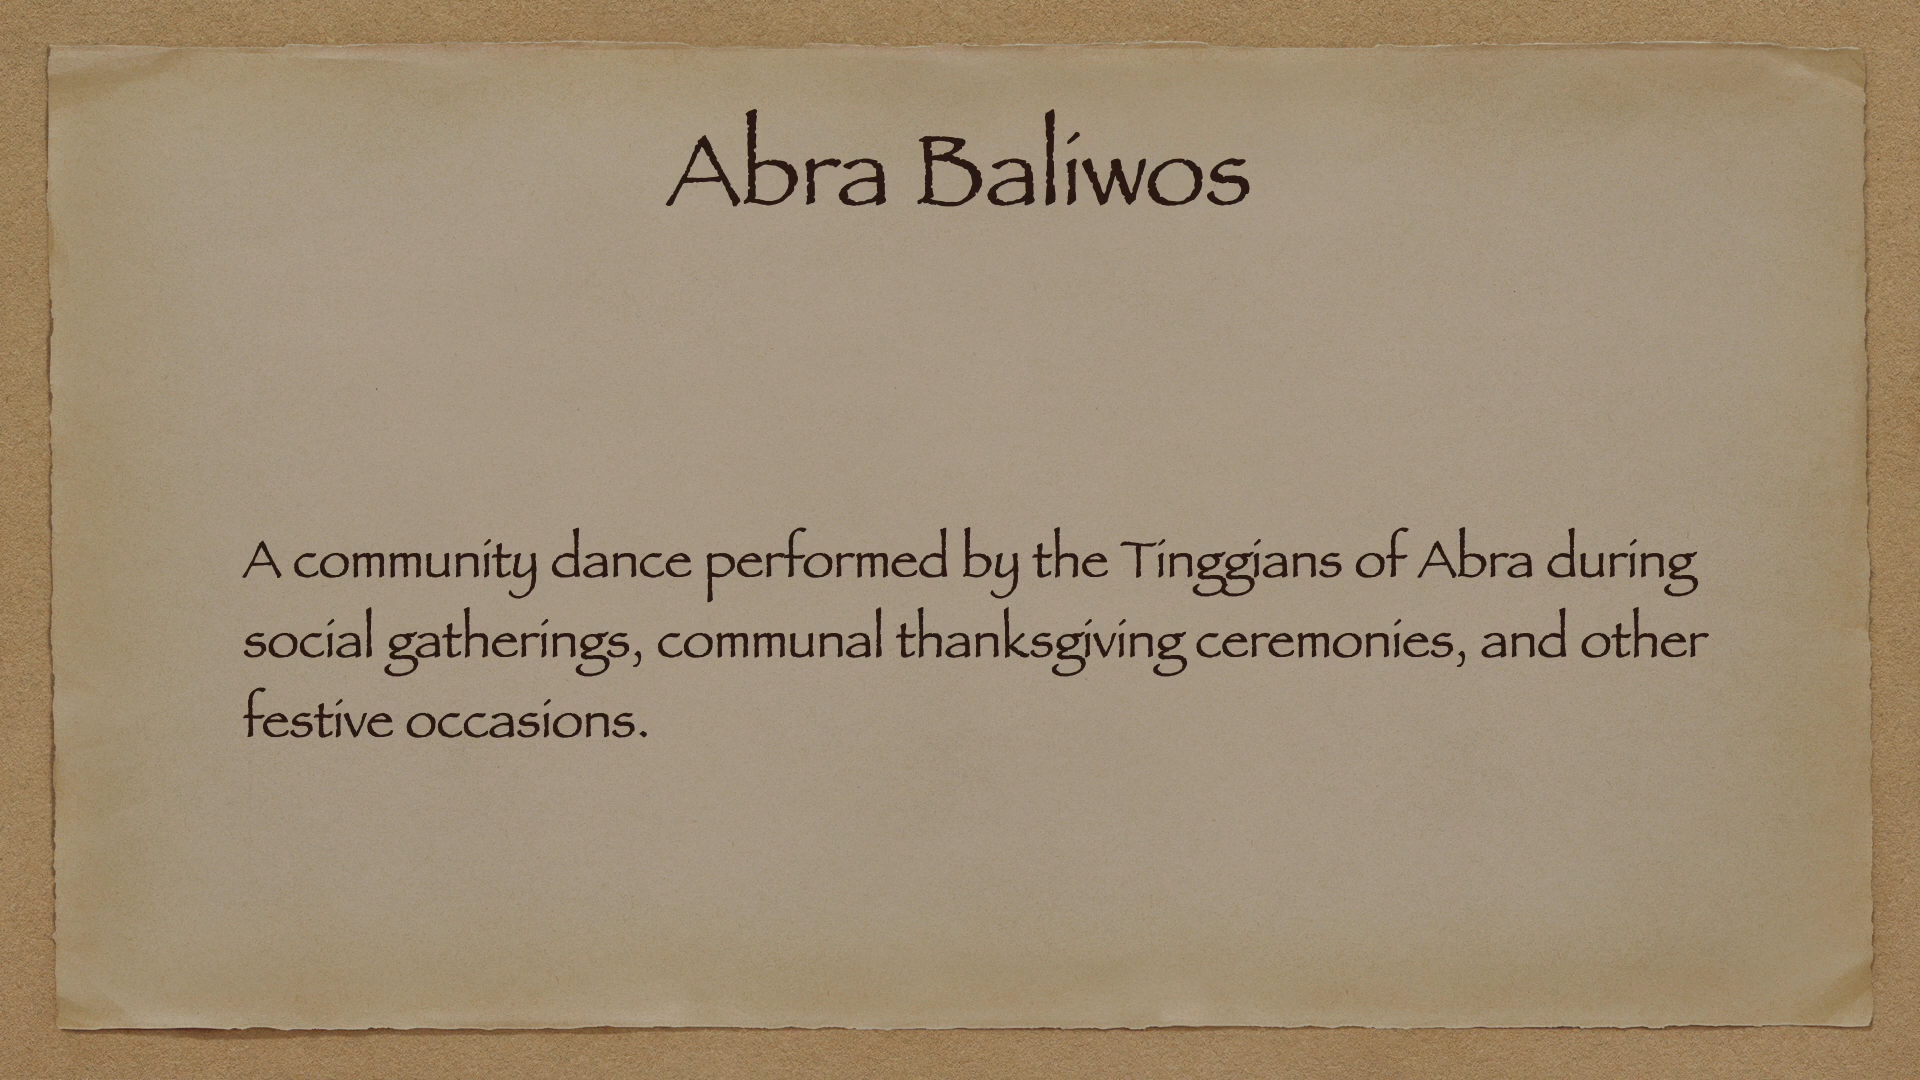 Abra Baliwos
A community dance performed by the Tinggians of Abra during
social gatherings, communal thanksgiving ceremonies, and other
festive occasions.